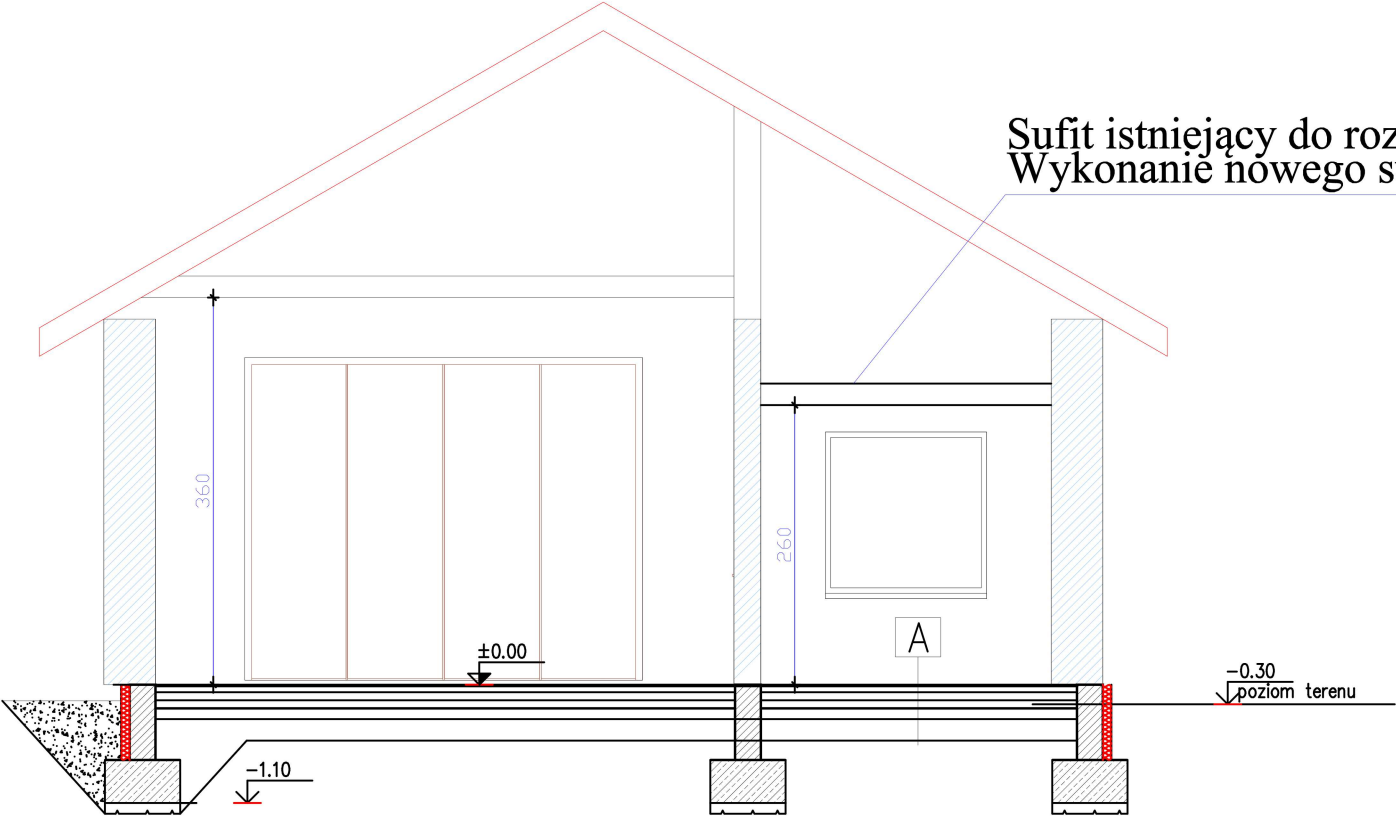 Sufit istniejący do roz
Wykonanie nowego s
360
260
A
±0.00
-0.30
poziom terenu
-1.10